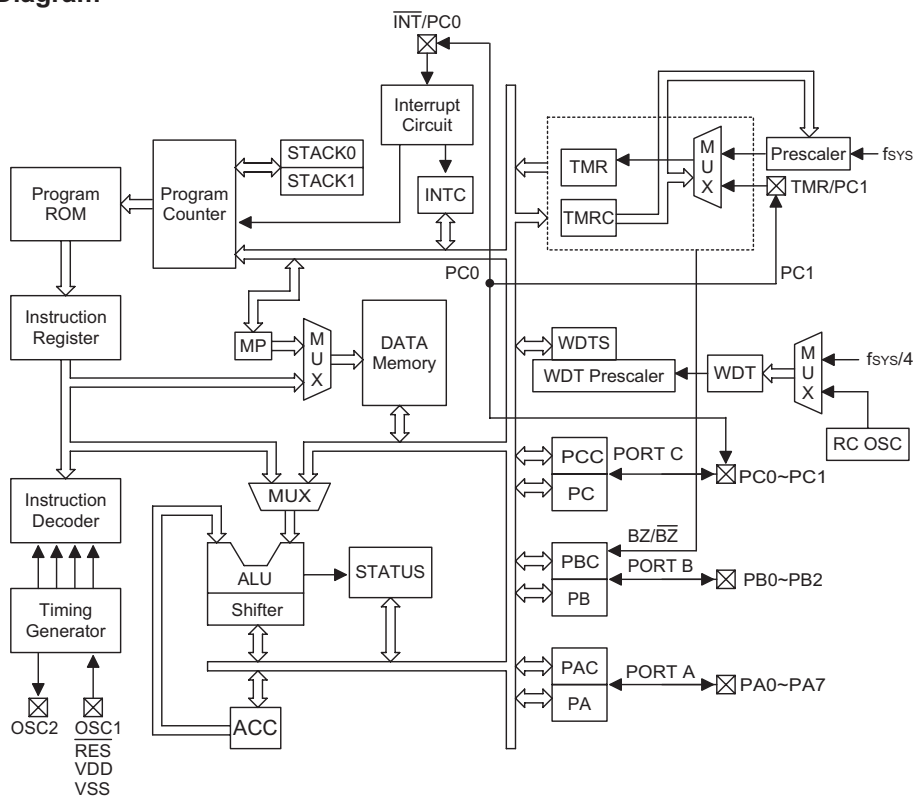 Diagram
INT/PC0
Interrupt
Circuit
STACK0
STACK1
Program
ROM
Program
Counter
INTC
TMR
TMRC
M
U
X
Prescaler
fSYS
TMR/PC1
PC0
PC1
Instruction
Register
MP
M
U
X
DATA
Memory
WDTS
WDT Prescaler
WDT
M
U
X
fSYS/4
RC OSC
PCC
PC
PORT C
PC0~PC1
Instruction
Decoder
MUX
ALU
Shifter
STATUS
BZ/BZ
PBC
PB
PORT B
PB0~PB2
Timing
Generator
PAC
PA
PORT A
PA0~PA7
OSC2
OSC1
RES
VDD
VSS
ACC